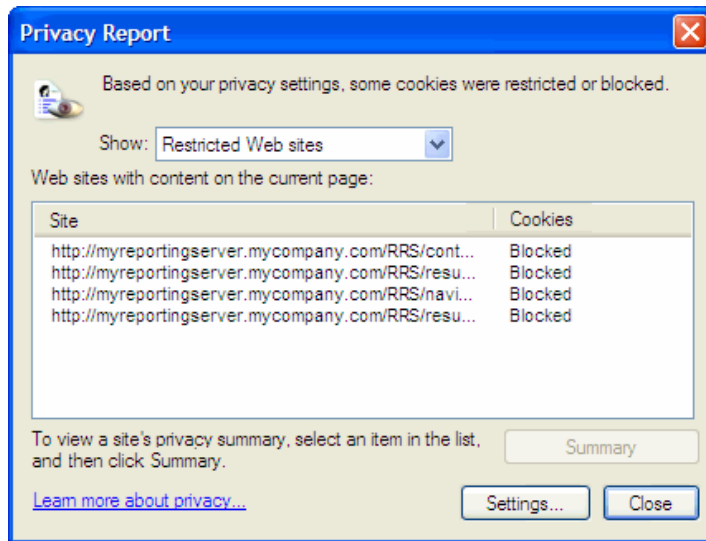 Privacy Report
Based on your privacy settings, some cookies were restricted or blocked.
Show: Restricted Web sites
Web sites with content on the current page:
Site Cookies
http://myreportingserver.mycompany.com/RRS/cont... Blocked
http://myreportingserver.mycompany.com/RRS/resu... Blocked
http://myreportingserver.mycompany.com/RRS/navi... Blocked
http://myreportingserver.mycompany.com/RRS/resu... Blocked
To view a site's privacy summary, select an item in the list, Summary
and then click Summary.
Learn more about privacy... Settings... Close